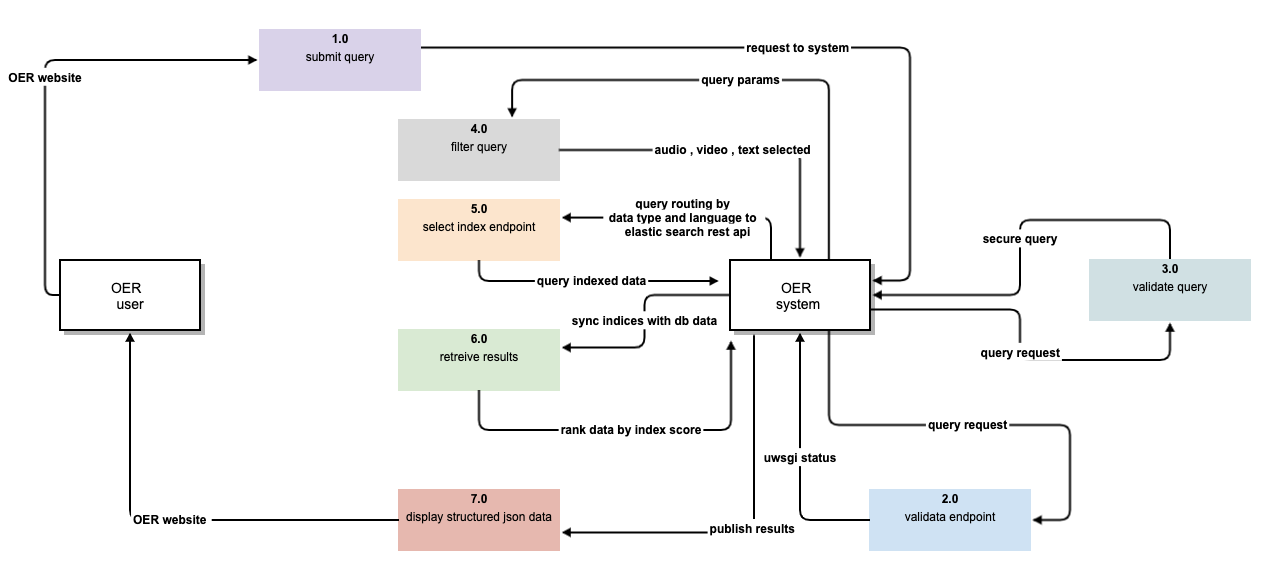 1.0
submit query
request to system
OER website
query params
4.0
filter query
audio , video , text selected
5.0
select index endpoint
query routing by
data type and language to
elastic search rest api
secure query
3.0
validate query
OER
user
query indexed data
OER
system
sync indices with db data
6.0
retreive results
query request
rank data by index score
query request
uwsgi status
7.0
display structured json data
2.0
validata endpoint
OER website
publish results